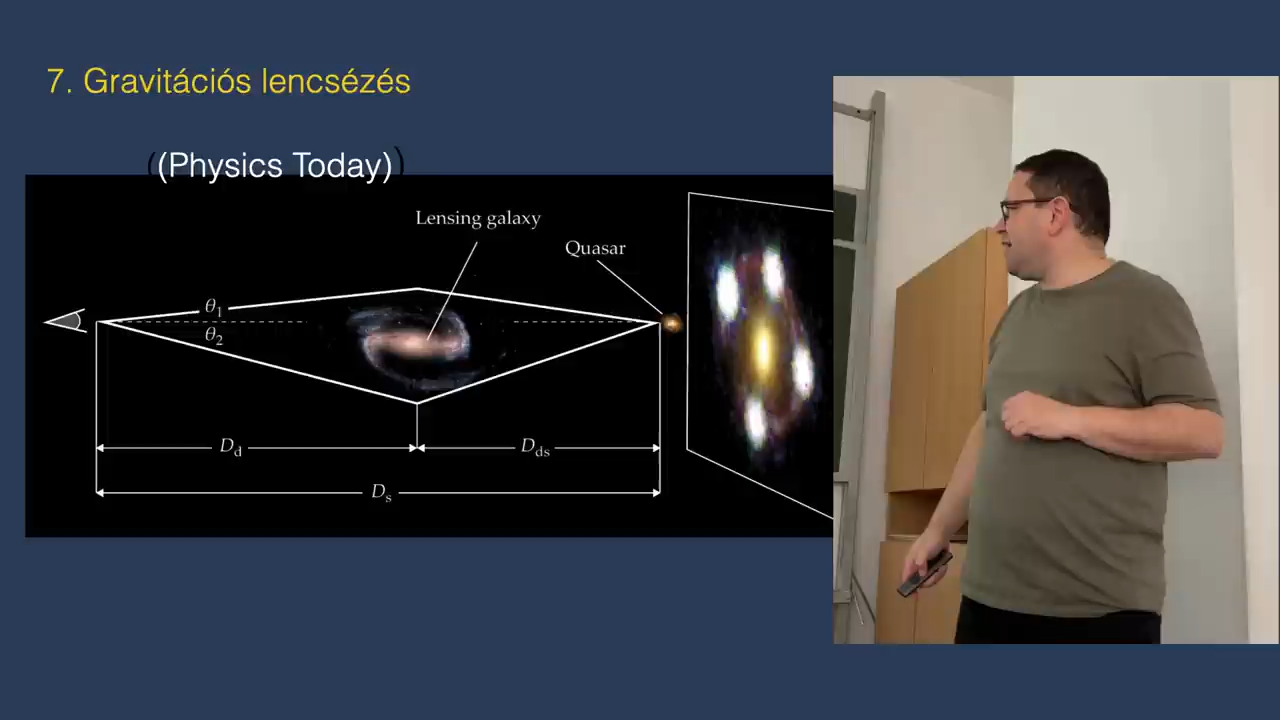 7. Gravitációs lencsézés
((Physics Today))
Lensing galaxy
Quasar
θ1
θ2
Dd
Dds
Ds